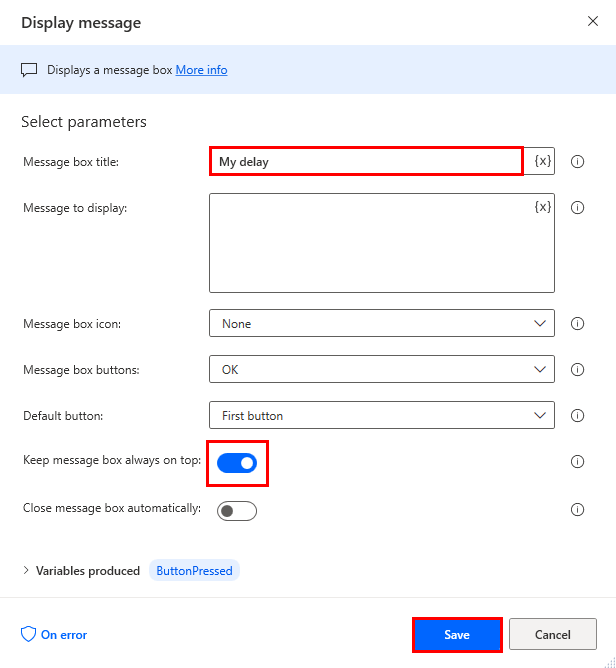 Display message
Displays a message box More info
Select parameters
Message box title: My delay {x}
Message to display: {x}
Message box icon: None
Message box buttons: OK
Default button: First button
Keep message box always on top:
Close message box automatically:
Variables produced ButtonPressed
On error Save Cancel